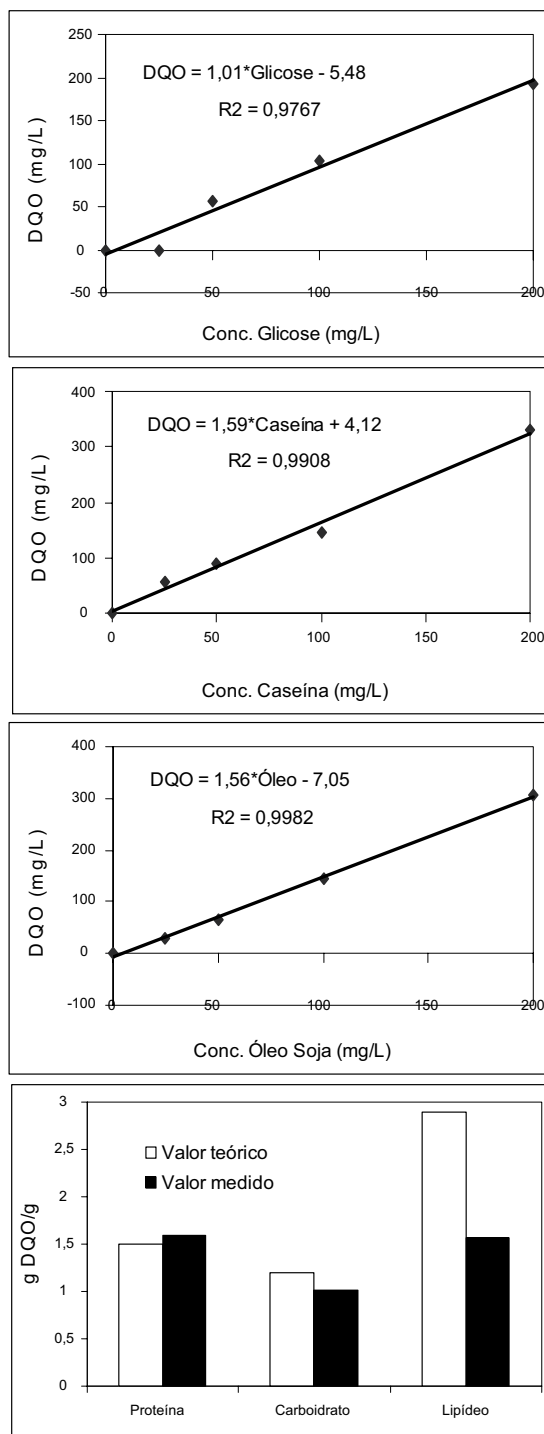 250
DQO = 1,01*Glicose - 5,48
200
R2 = 0,9767
150
100
50
0
-50
0
50
100
150
200
DQO (mg/L)
Conc. Glicose (mg/L)
400
DQO = 1,59*Caseína + 4,12
300
R2 = 0,9908
200
100
0
0
50
100
150
200
DQO (mg/L)
Conc. Caseína (mg/L)
400
DQO = 1,56*Óleo - 7,05
300
R2 = 0,9982
200
100
0
-100
0
50
100
150
200
DQO (mg/L)
Conc. Óleo Soja (mg/L)
3
2,5
Valor teórico
Valor medido
2
1,5
1
0,5
0
g DQO/g
Proteína
Carboidrato
Lipídeo